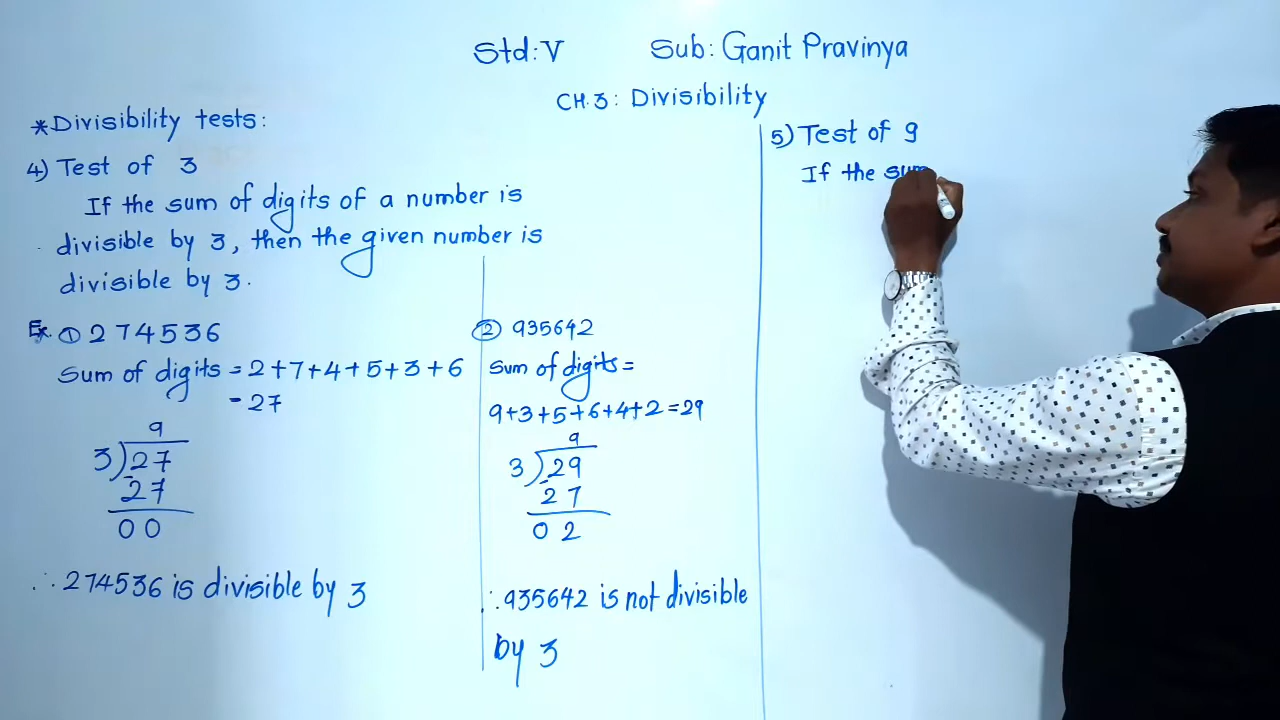 Std: V Sub: Ganit Pravinya
CH.3: Divisibility
*Divisibility tests:
4) Test of 3
If the sum of digits of a number is
divisible by 3, then the given number is
divisible by 3.
Ex. ① 274536
Sum of digits = 2+7+4+5+3+6
= 27
9
3)27
27
00
∴ 274536 is divisible by 3
② 935642
Sum of digits =
9+3+5+6+4+2=29
9
3)29
27
02
∴ 935642 is not divisible
by 3
5) Test of 9
If the sum